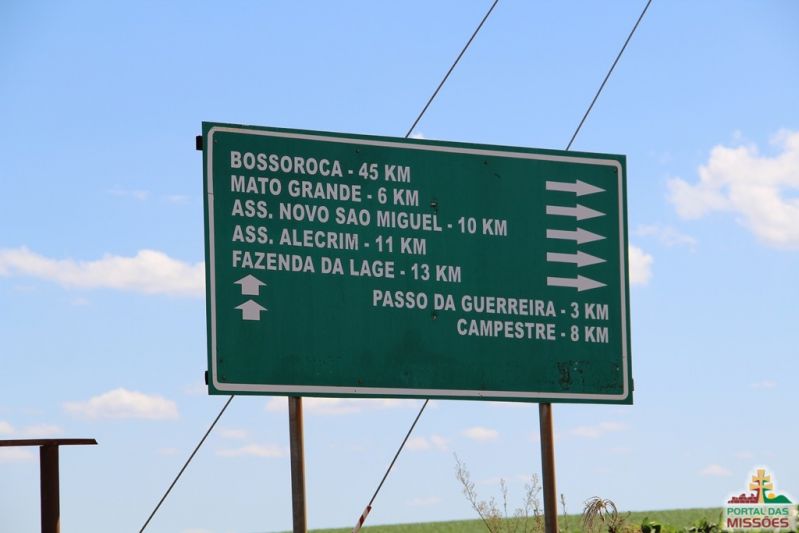 BOSSOROCA - 45 KM
MATO GRANDE - 6 KM
ASS. NOVO SAO MIGUEL - 10 KM
ASS. ALECRIM - 11 KM
FAZENDA DA LAGE - 13 KM
PASSO DA GUERREIRA - 3 KM
CAMPESTRE - 8 KM
PORTAL DAS
MISSÕES